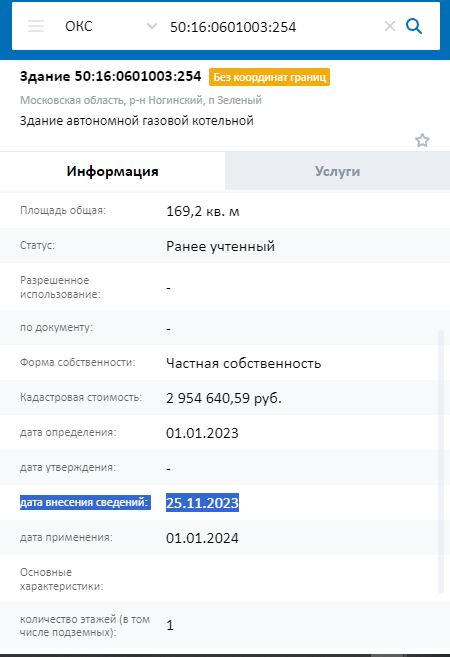 ОКС 50:16:0601003:254
Здание 50:16:0601003:254 Без координат границ
Московская область, р-н Ногинский, п Зеленый
Здание автономной газовой котельной
Информация Услуги
Площадь общая: 169,2 кв. м
Статус: Ранее учтенный
Разрешенное
использование: -
по документу: -
Форма собственности: Частная собственность
Кадастровая стоимость: 2 954 640,59 руб.
дата определения: 01.01.2023
дата утверждения: -
дата внесения сведений: 25.11.2023
дата применения: 01.01.2024
Основные
характеристики:
количество этажей (в том
числе подземных): 1